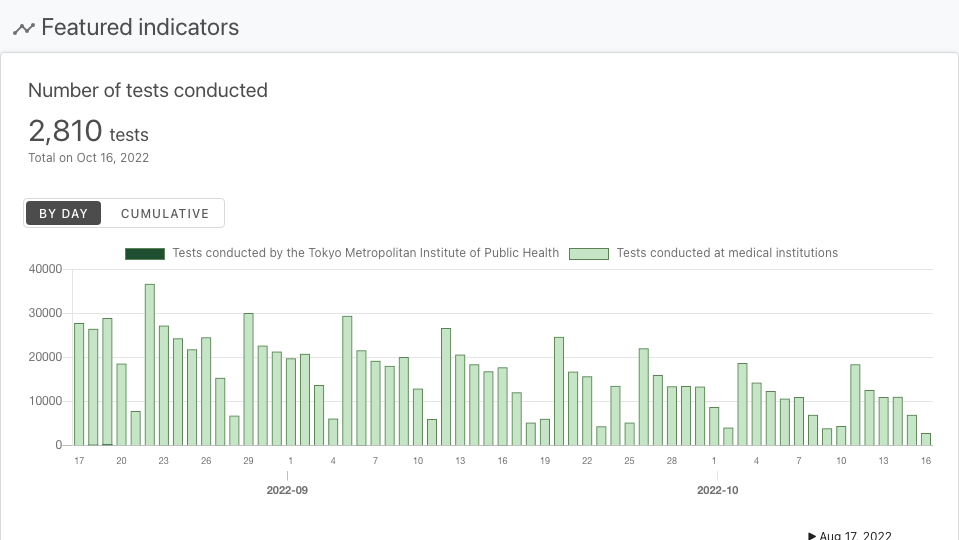 Featured indicators
Number of tests conducted
2,810 tests
Total on Oct 16, 2022
BY DAY CUMULATIVE
Tests conducted by the Tokyo Metropolitan Institute of Public Health Tests conducted at medical institutions
40000
30000
20000
10000
0
17 20 23 26 29 1 4 7 10 13 16 19 22 25 28 1 4 7 10 13 16
2022-09 2022-10
Aug 17, 2022